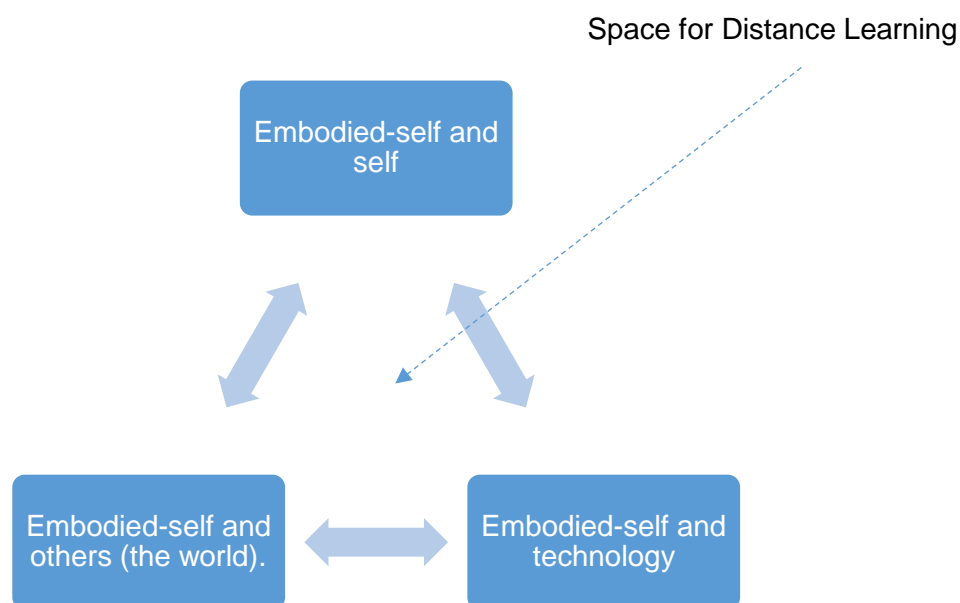 Space for Distance Learning
Embodied-self and
self
Embodied-self and
others (the world).
Embodied-self and
technology